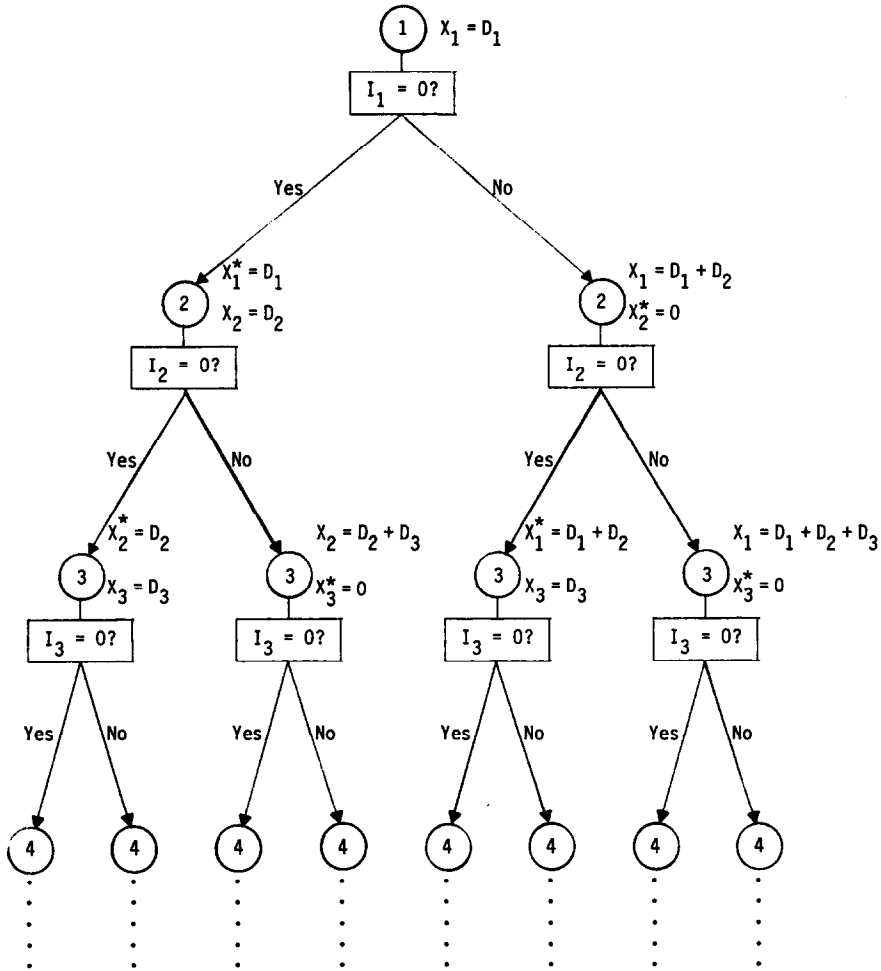 1 X₁ = D₁
I₁ = 0?
Yes No
X₁* = D₁ X₁ = D₁ + D₂
2 2
X₂ = D₂ X₂* = 0
I₂ = 0? I₂ = 0?
Yes No Yes No
X₂* = D₂ X₂ = D₂ + D₃ X₁* = D₁ + D₂ X₁ = D₁ + D₂ + D₃
3 3 3 3
X₃ = D₃ X₃* = 0 X₃ = D₃ X₃* = 0
I₃ = 0? I₃ = 0? I₃ = 0? I₃ = 0?
Yes No Yes No Yes No Yes No
4 4 4 4 4 4 4 4